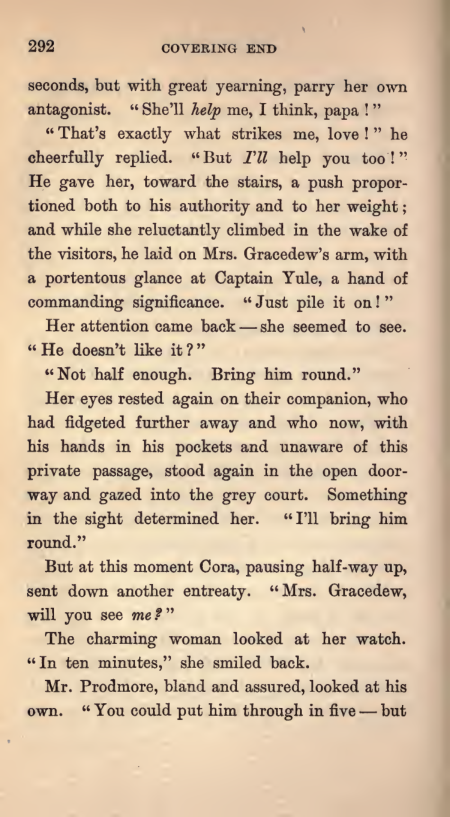 292 COVERING END
seconds, but with great yearning, parry her own
antagonist. “She’ll help me, I think, papa!”
“That’s exactly what strikes me, love!” he
cheerfully replied. “But I’ll help you too!”
He gave her, toward the stairs, a push propor-
tioned both to his authority and to her weight;
and while she reluctantly climbed in the wake of
the visitors, he laid on Mrs. Gracedew’s arm, with
a portentous glance at Captain Yule, a hand of
commanding significance. “Just pile it on!”
Her attention came back — she seemed to see.
“He doesn’t like it?”
“Not half enough. Bring him round.”
Her eyes rested again on their companion, who
had fidgeted further away and who now, with
his hands in his pockets and unaware of this
private passage, stood again in the open door-
way and gazed into the grey court. Something
in the sight determined her. “I’ll bring him
round.”
But at this moment Cora, pausing half-way up,
sent down another entreaty. “Mrs. Gracedew,
will you see me?”
The charming woman looked at her watch.
“In ten minutes,” she smiled back.
Mr. Prodmore, bland and assured, looked at his
own. “You could put him through in five — but